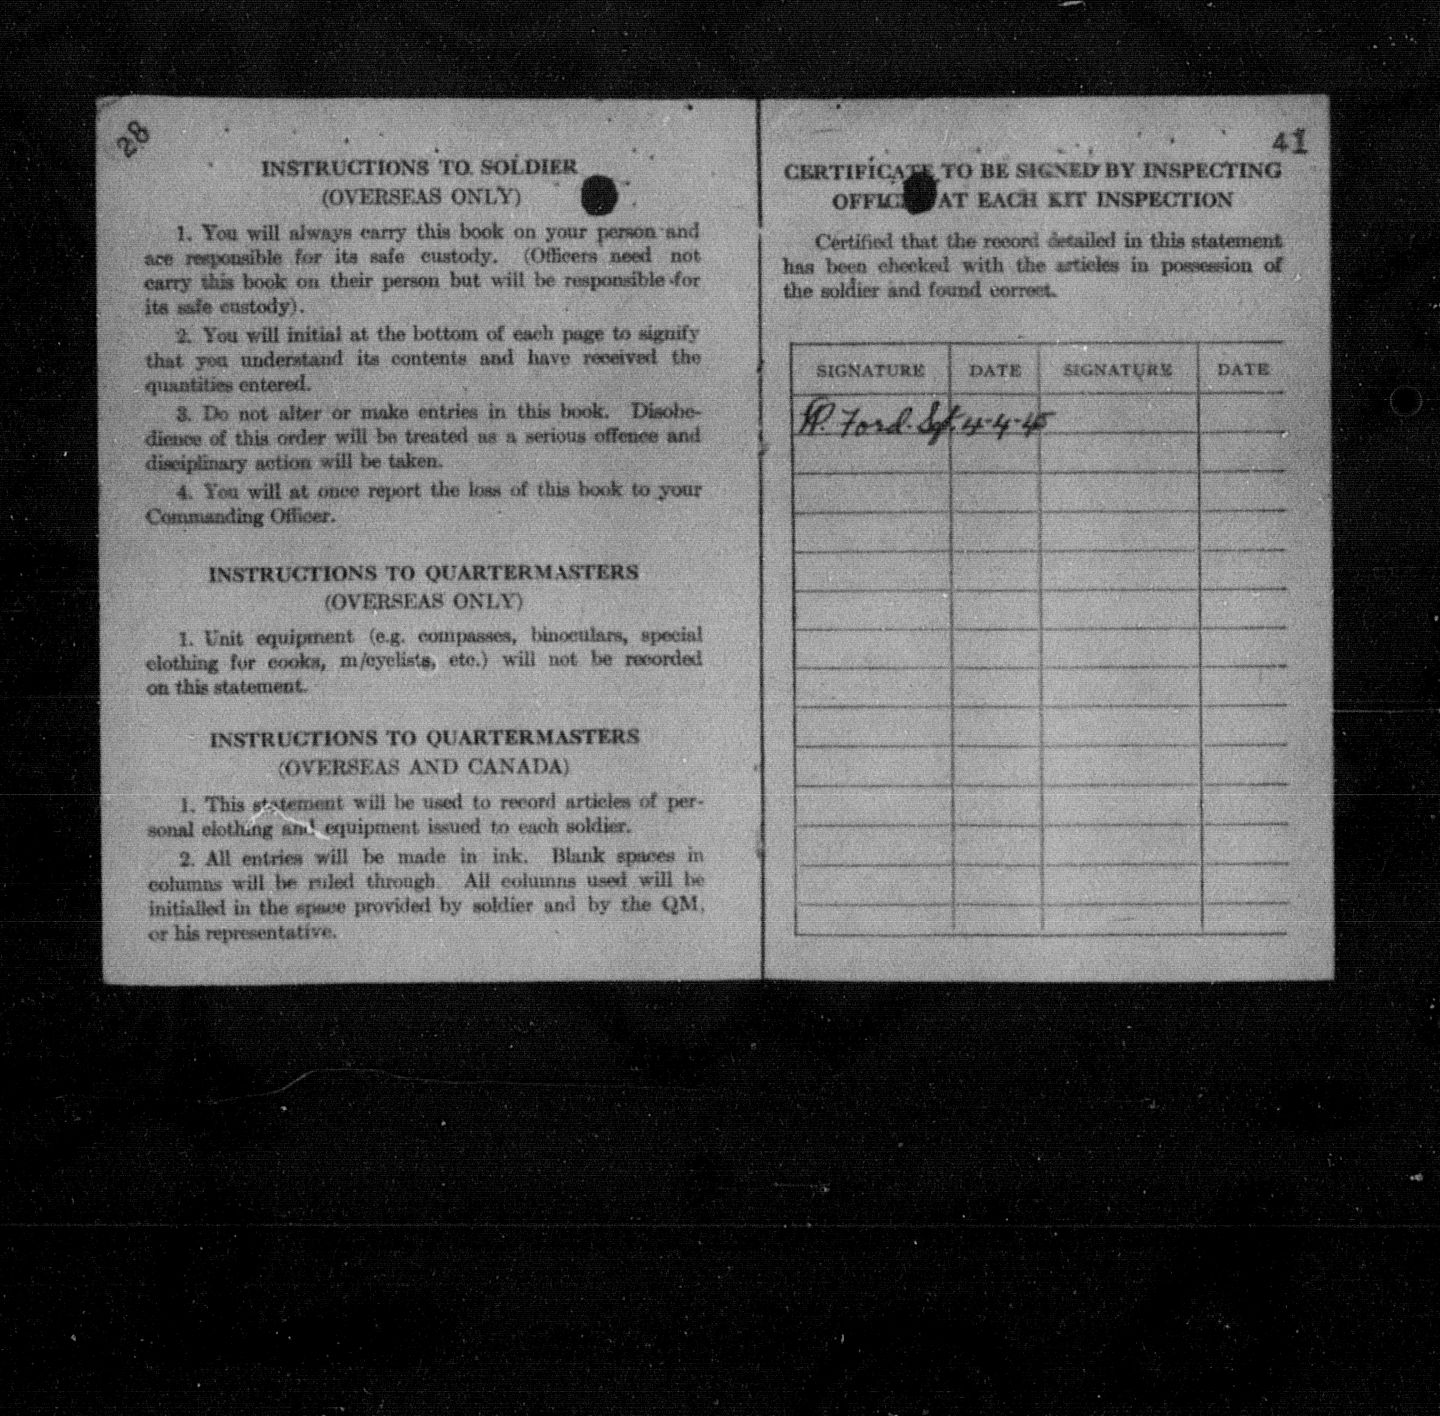 28
INSTRUCTIONS TO SOLDIER
(OVERSEAS ONLY)
1. You will always carry this book on your person and
are responsible for its safe custody. (Officers need not
carry this book on their person but will be responsible for
its safe custody).
2. You will initial at the bottom of each page to signify
that you understand its contents and have received the
quantities entered.
3. Do not alter or make entries in this book. Disobe-
dience of this order will be treated as a serious offence and
disciplinary action will be taken.
4. You will at once report the loss of this book to your
Commanding Officer.
INSTRUCTIONS TO QUARTERMASTERS
(OVERSEAS ONLY)
1. Unit equipment (e.g. compasses, binoculars, special
clothing for cooks, m/cyclists, etc.) will not be recorded
on this statement.
INSTRUCTIONS TO QUARTERMASTERS
(OVERSEAS AND CANADA)
1. This statement will be used to record articles of per-
sonal clothing and equipment issued to each soldier.
2. All entries will be made in ink. Blank spaces in
columns will be ruled through. All columns used will be
initialled in the space provided by soldier and by the QM,
or his representative.
41
CERTIFICATE TO BE SIGNED BY INSPECTING
OFFICER AT EACH KIT INSPECTION
Certified that the record detailed in this statement
has been checked with the articles in possession of
the soldier and found correct.
SIGNATURE DATE SIGNATURE DATE
Ford. Sgt. 4-4-45